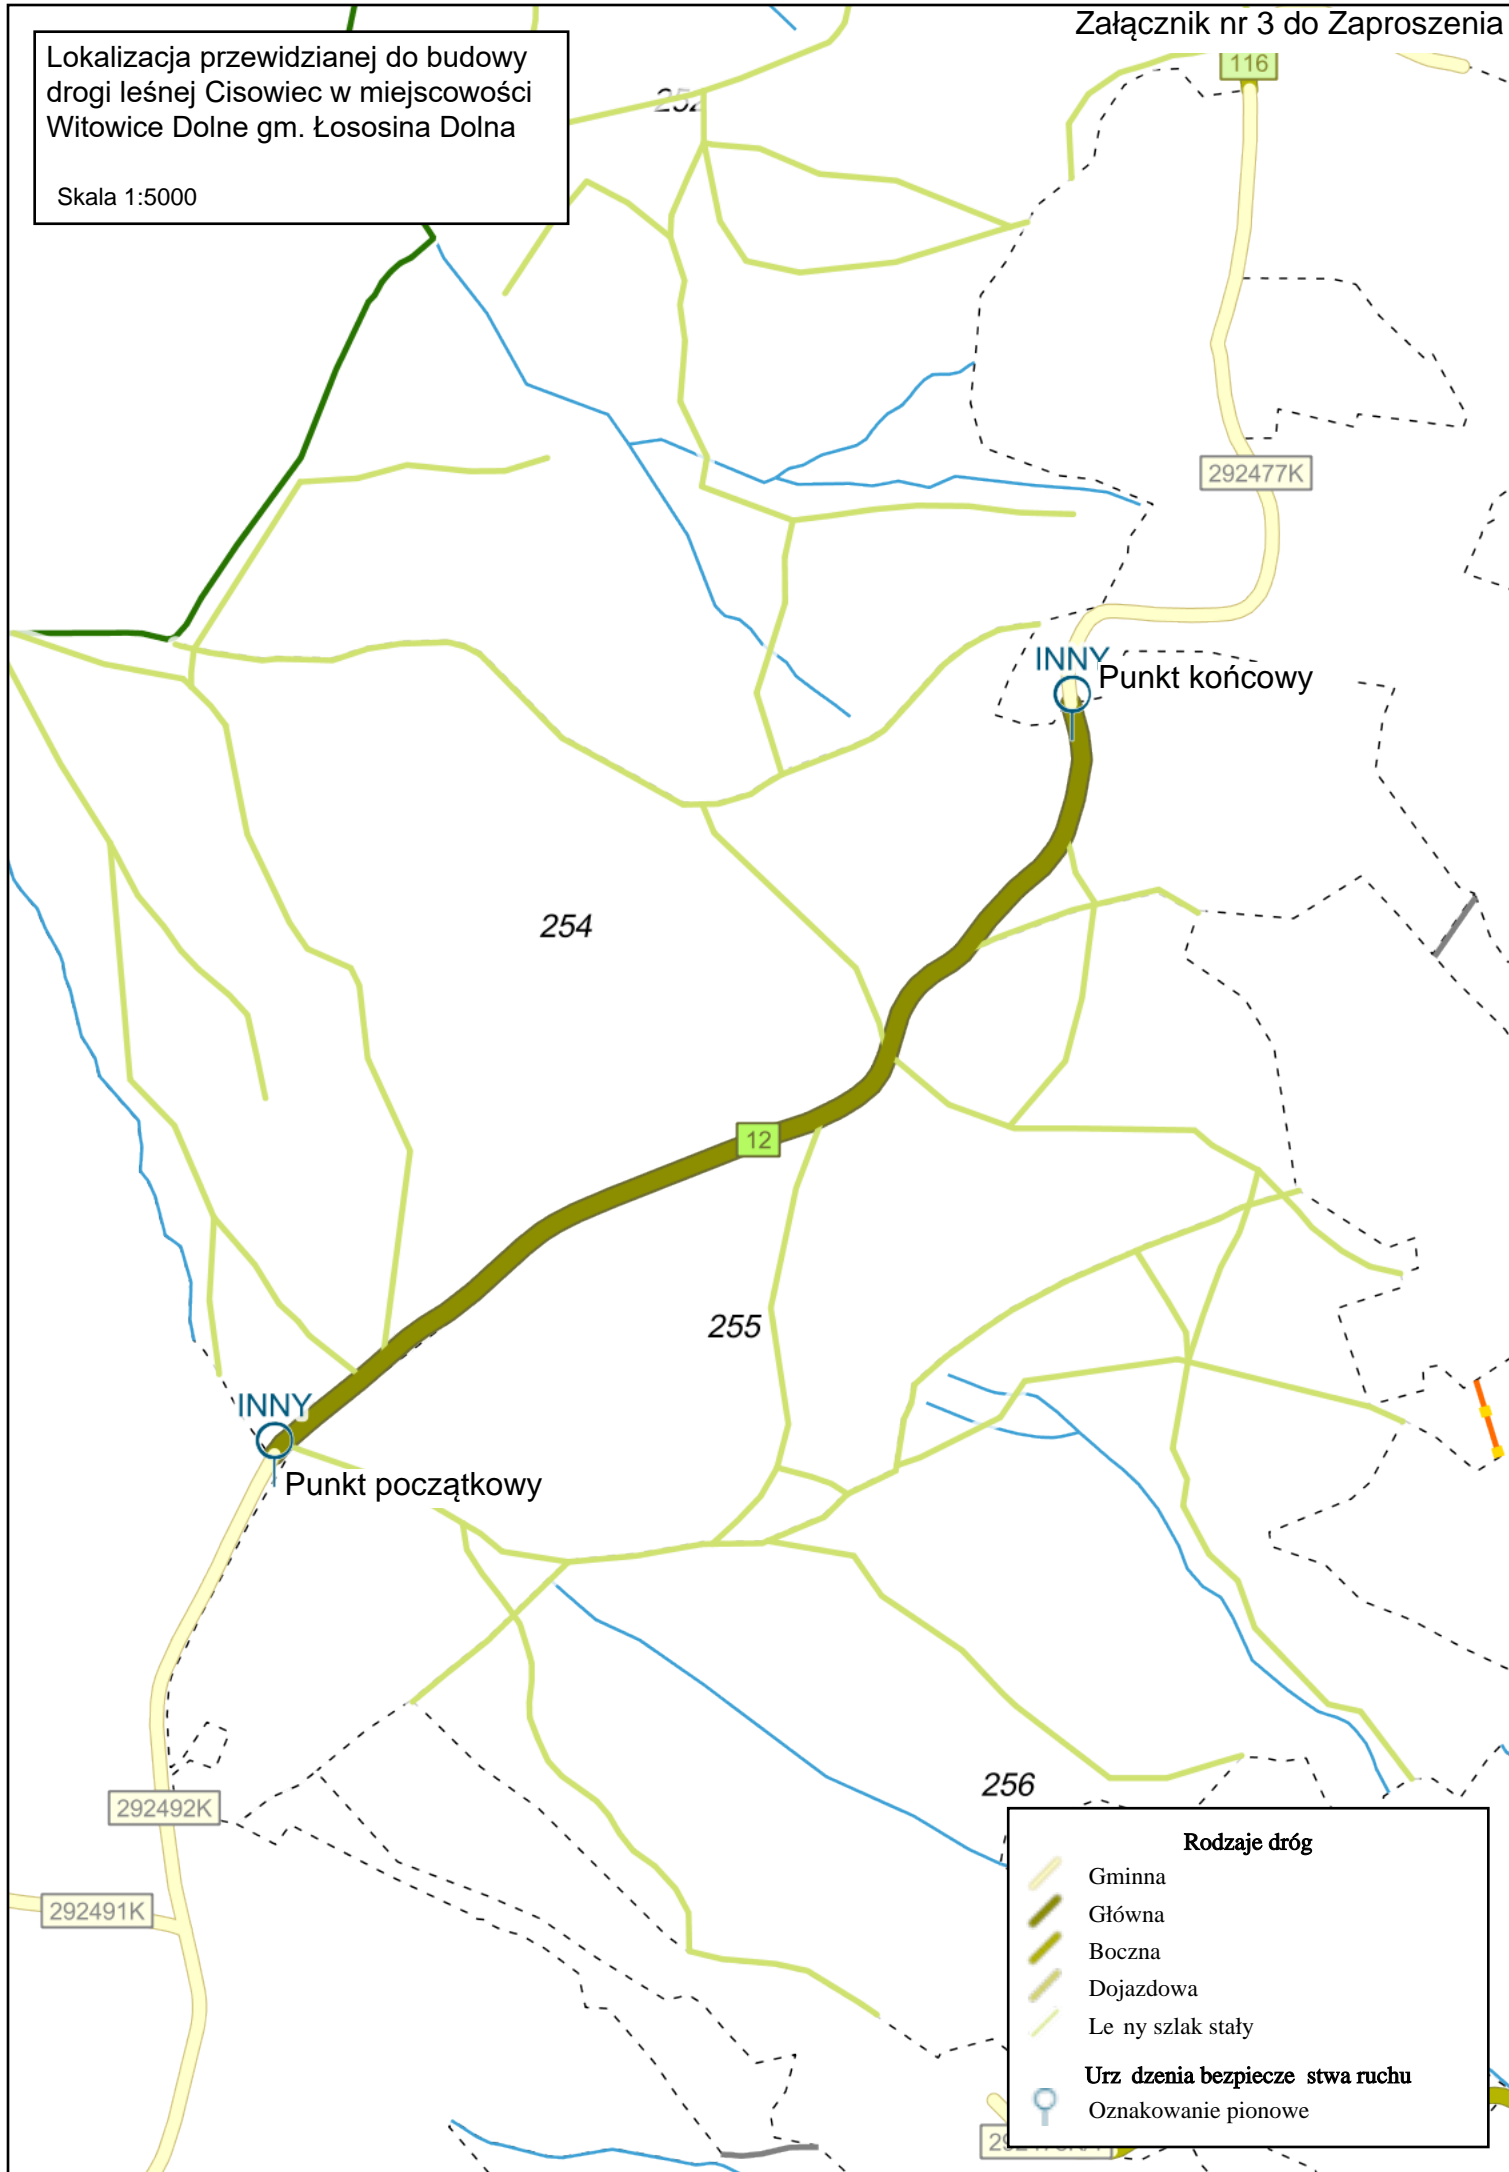 Załącznik nr 3 do Zaproszenia
Lokalizacja przewidzianej do budowy
drogi leśnej Cisowiec w miejscowości
Witowice Dolne gm. Łososina Dolna
Skala 1:5000
116
252
292477K
INNY
Punkt końcowy
254
12
255
INNY
Punkt początkowy
256
292492K
292491K
Rodzaje dróg
Gminna
Główna
Boczna
Dojazdowa
Le ny szlak stały
Urz dzenia bezpiecze stwa ruchu
Oznakowanie pionowe